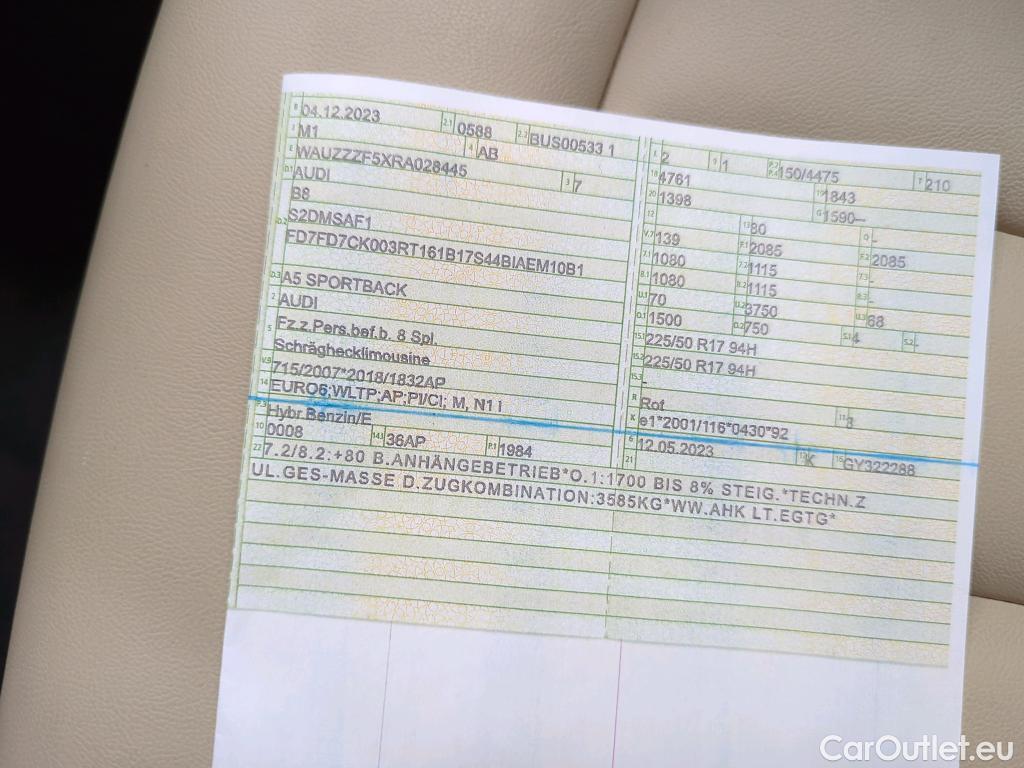 B 04.12.2023 2.1 0588 2.2 BUS00533 1
J M1 4 AB
E WAUZZZF5XRA028445 3 7
D.1 AUDI
B8
D.2 S2DMSAF1
FD7FD7CK003RT161B17S44BIAEM10B1
D.3 A5 SPORTBACK
2 AUDI
5 Fz.z.Pers.bef.b. 8 Spl.
Schräghecklimousine
V.9 715/2007*2018/1832AP
14 EURO6;WLTP;AP;PI/CI; M, N1 I
P.3 Hybr.Benzin/E
10 0008 14.1 36AP P.1 1984
L 2 9 1 P.2 P.4 150/4475 T 210
18 4761 19 1843
20 1398 G 1590--
12 13 80 Q -
V.7 139 F.1 2085 F.2 2085
7.1 1080 7.2 1115 7.3 -
8.1 1080 8.2 1115 8.3 -
U.1 70 U.2 3750 U.3 68
O.1 1500 O.2 750 S.1 4 S.2 -
15.1 225/50 R17 94H
15.2 225/50 R17 94H
15.3 -
R Rot 11 3
K e1*2001/116*0430*92
6 12.05.2023 17 K 16 GY322288
21
22 7.2/8.2:+80 B.ANHÄNGEBETRIEB*O.1:1700 BIS 8% STEIG.*TECHN.Z
UL.GES-MASSE D.ZUGKOMBINATION:3585KG*WW.AHK LT.EGTG*
CarOutlet.eu